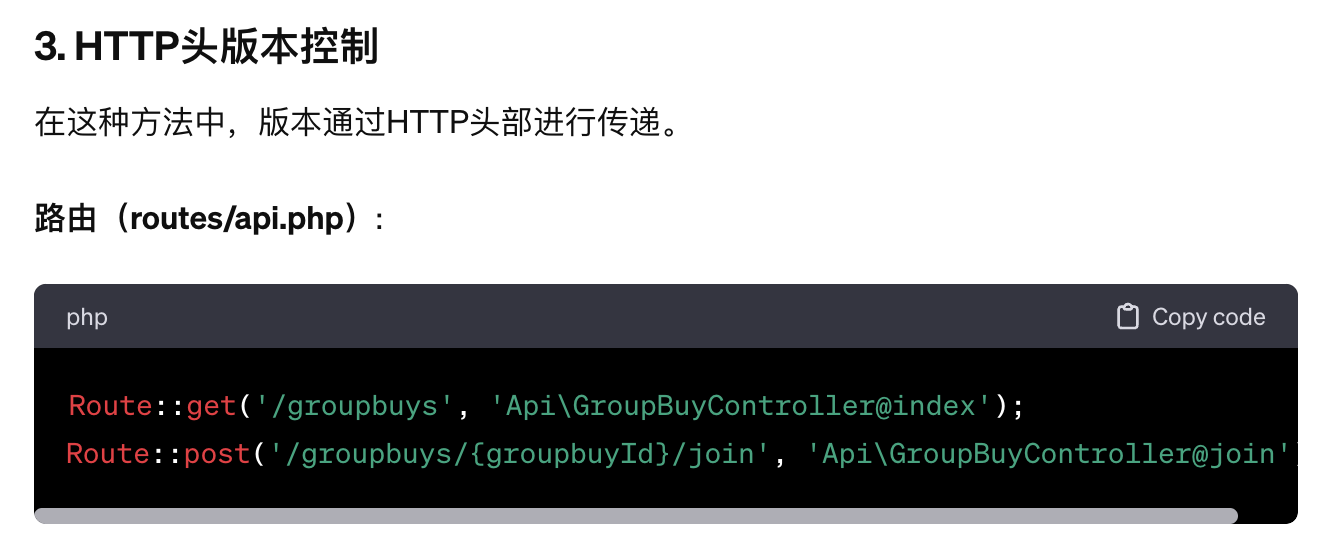 3. HTTP头版本控制
在这种方法中，版本通过HTTP头部进行传递。
路由（routes/api.php）:
php
Copy code
Route::get('/groupbuys', 'Api\GroupBuyController@index');
Route::post('/groupbuys/{groupbuyId}/join', 'Api\GroupBuyController@join'